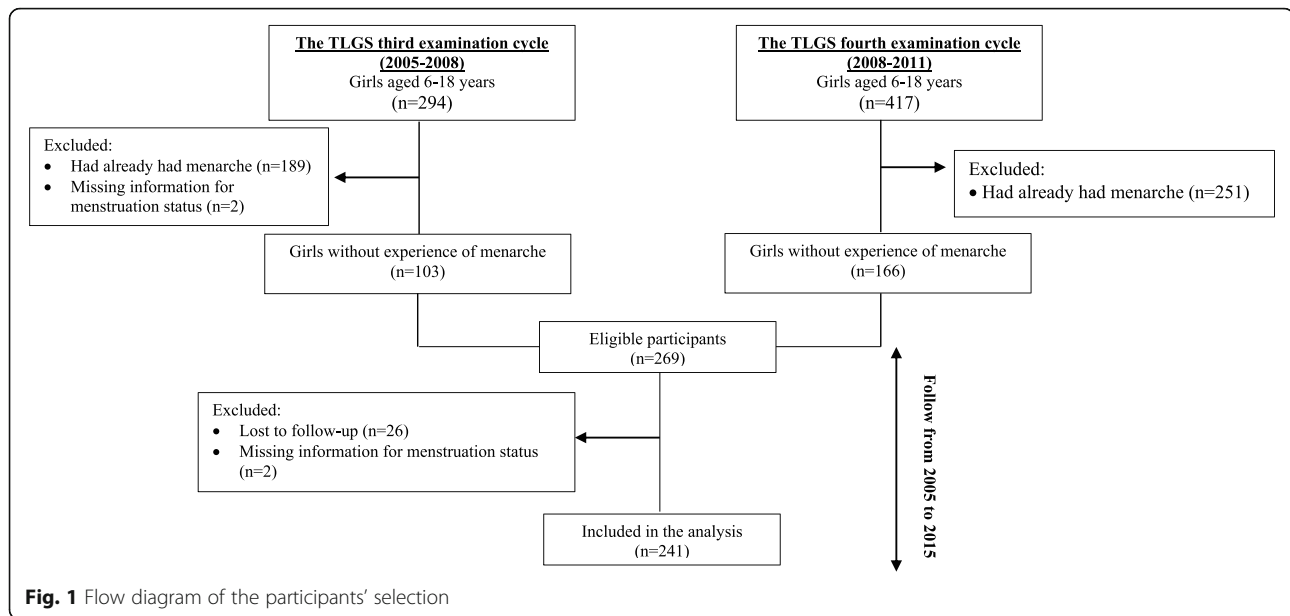 The TLGS third examination cycle
(2005-2008)
Girls aged 6-18 years
(n=294)
The TLGS fourth examination cycle
(2008-2011)
Girls aged 6-18 years
(n=417)
Excluded:
• Had already had menarche (n=189)
• Missing information for
menstruation status (n=2)
Excluded:
• Had already had menarche (n=251)
Girls without experience of menarche
(n=103)
Girls without experience of menarche
(n=166)
Eligible participants
(n=269)
Excluded:
• Lost to follow-up (n=26)
• Missing information for menstruation status
(n=2)
Follow from 2005 to 2015
Included in the analysis
(n=241)
Fig. 1 Flow diagram of the participants’ selection